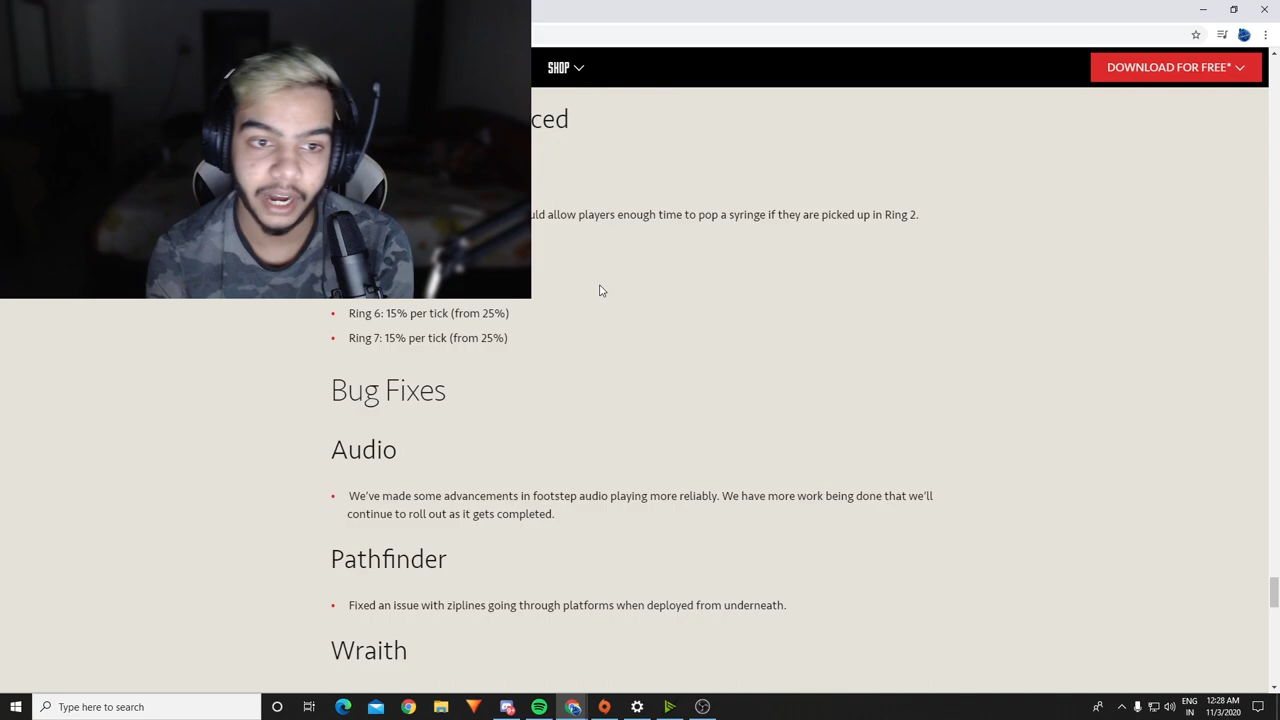 SHOP
DOWNLOAD FOR FREE*
ced
uld allow players enough time to pop a syringe if they are picked up in Ring 2.
• Ring 6: 15% per tick (from 25%)
• Ring 7: 15% per tick (from 25%)
Bug Fixes
Audio
• We've made some advancements in footstep audio playing more reliably. We have more work being done that we'll
continue to roll out as it gets completed.
Pathfinder
• Fixed an issue with ziplines going through platforms when deployed from underneath.
Wraith
Type here to search
ENG
IN
12:28 AM
11/3/2020